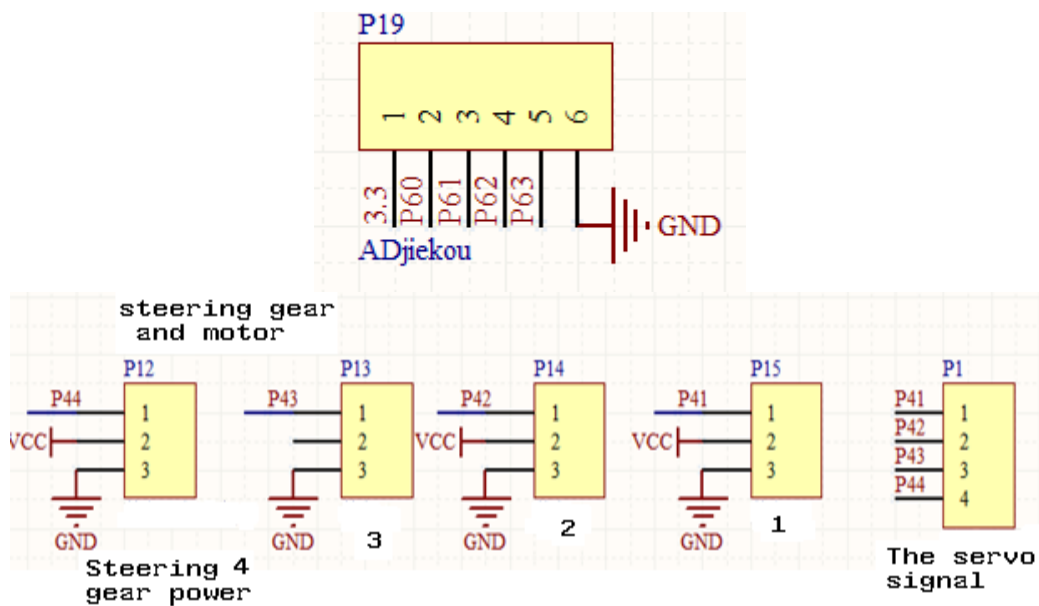 P19
1 2 3 4 5 6
3.3 P60 P61 P62 P63
GND
ADjiekou
steering gear
and motor
P12 P13 P14 P15 P1
P44 1 P43 1 P42 1 P41 1 P41 1
VCC 2 2 VCC 2 VCC 2 P42 2
3 3 3 3 P43 3
P44 4
GND GND GND GND
3 2 1
Steering 4
gear power
The servo
signal